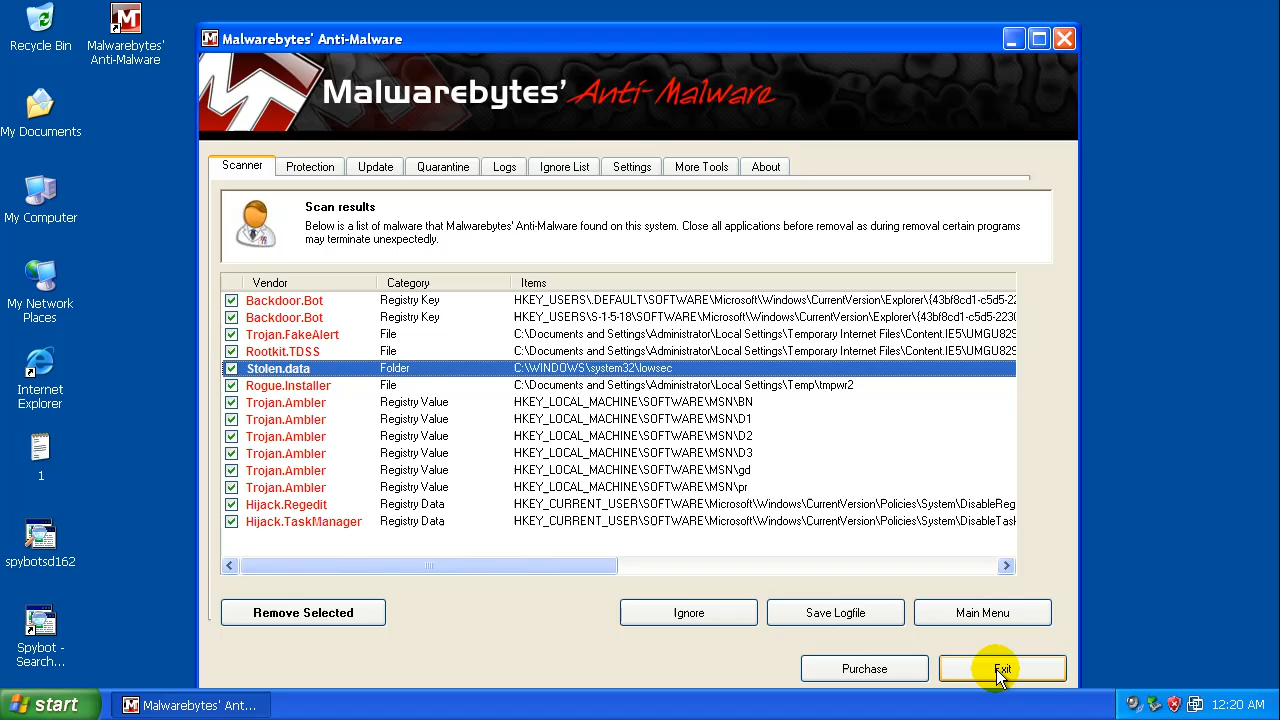 Recycle Bin
Malwarebytes'
Anti-Malware
My Documents
My Computer
My Network
Places
Internet
Explorer
1
spybotsd162
Spybot -
Search...
Malwarebytes' Anti-Malware
Malwarebytes' Anti-Malware
Scanner Protection Update Quarantine Logs Ignore List Settings More Tools About
Scan results
Below is a list of malware that Malwarebytes' Anti-Malware found on this system. Close all applications before removal as during removal certain programs
may terminate unexpectedly.
Vendor Category Items
Backdoor.Bot Registry Key HKEY_USERS\.DEFAULT\SOFTWARE\Microsoft\Windows\CurrentVersion\Explorer\{43bf8cd1-c5d5-22
Backdoor.Bot Registry Key HKEY_USERS\S-1-5-18\SOFTWARE\Microsoft\Windows\CurrentVersion\Explorer\{43bf8cd1-c5d5-2230
Trojan.FakeAlert File C:\Documents and Settings\Administrator\Local Settings\Temporary Internet Files\Content.IE5\UMGU829
Rootkit.TDSS File C:\Documents and Settings\Administrator\Local Settings\Temporary Internet Files\Content.IE5\UMGU829
Stolen.data Folder C:\WINDOWS\system32\lowsec
Rogue.Installer File C:\Documents and Settings\Administrator\Local Settings\Temp\tmpwr2
Trojan.Ambler Registry Value HKEY_LOCAL_MACHINE\SOFTWARE\MSN\BN
Trojan.Ambler Registry Value HKEY_LOCAL_MACHINE\SOFTWARE\MSN\D1
Trojan.Ambler Registry Value HKEY_LOCAL_MACHINE\SOFTWARE\MSN\D2
Trojan.Ambler Registry Value HKEY_LOCAL_MACHINE\SOFTWARE\MSN\D3
Trojan.Ambler Registry Value HKEY_LOCAL_MACHINE\SOFTWARE\MSN\gd
Trojan.Ambler Registry Value HKEY_LOCAL_MACHINE\SOFTWARE\MSN\pr
Hijack.Regedit Registry Data HKEY_CURRENT_USER\SOFTWARE\Microsoft\Windows\CurrentVersion\Policies\System\DisableReg
Hijack.TaskManager Registry Data HKEY_CURRENT_USER\SOFTWARE\Microsoft\Windows\CurrentVersion\Policies\System\DisableTask
Remove Selected Ignore Save Logfile Main Menu
Purchase Exit
start Malwarebytes' Ant... 12:20 AM